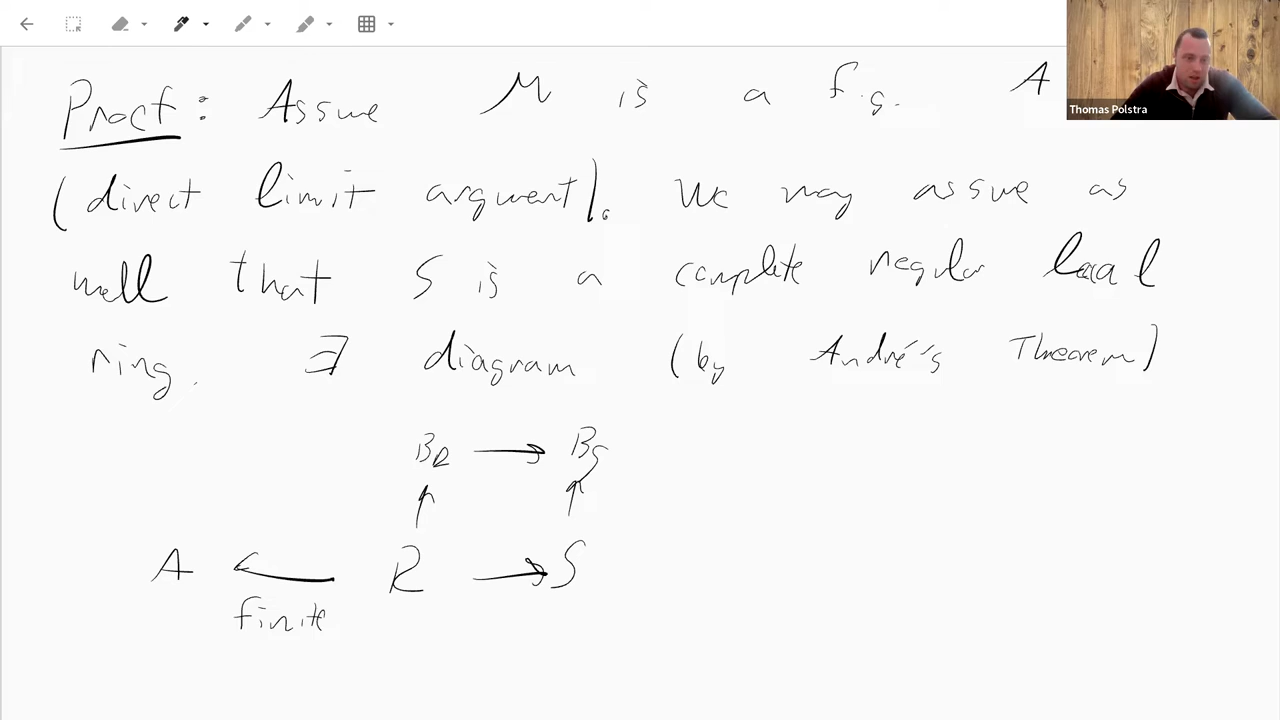 Proof: Assume M is a f.g. A
Thomas Polstra
(direct limit argument). We may assume as
well that S is a complete regular local
ring. ∃ diagram (by André's Theorem)
B_R → B_S
↑ ↑
A ← R → S
finite